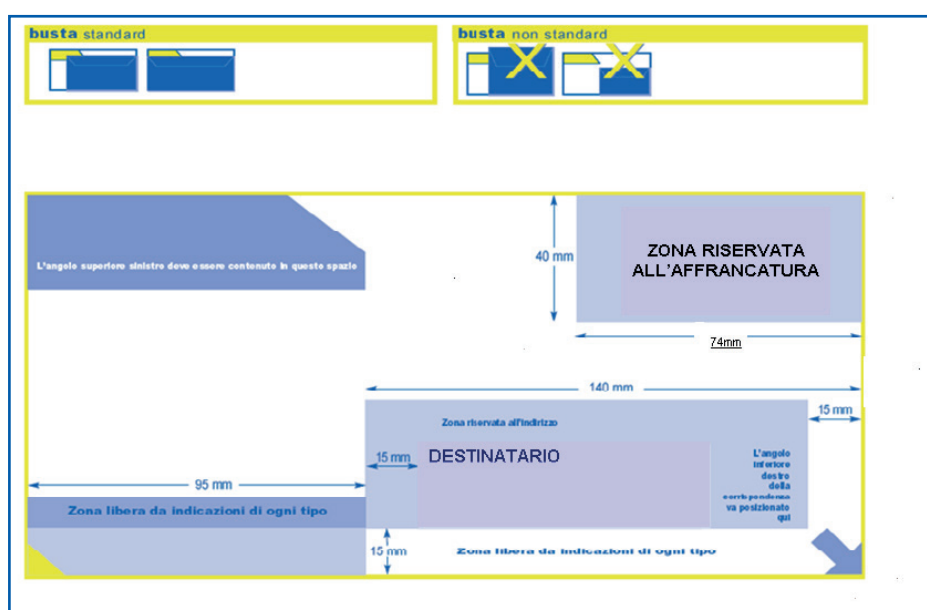 busta standard
busta non standard
L'angolo superiore sinistro deve essere contenuto in questo spazio
40 mm
ZONA RISERVATA
ALL'AFFRANCATURA
74mm
140 mm
15 mm
Zona riservata all'indirizzo
15 mm
DESTINATARIO
L'angolo
inferiore
destro
della
corrispondenza
va posizionato
qui
95 mm
Zona libera da indicazioni di ogni tipo
15 mm
Zona libera da indicazioni di ogni tipo